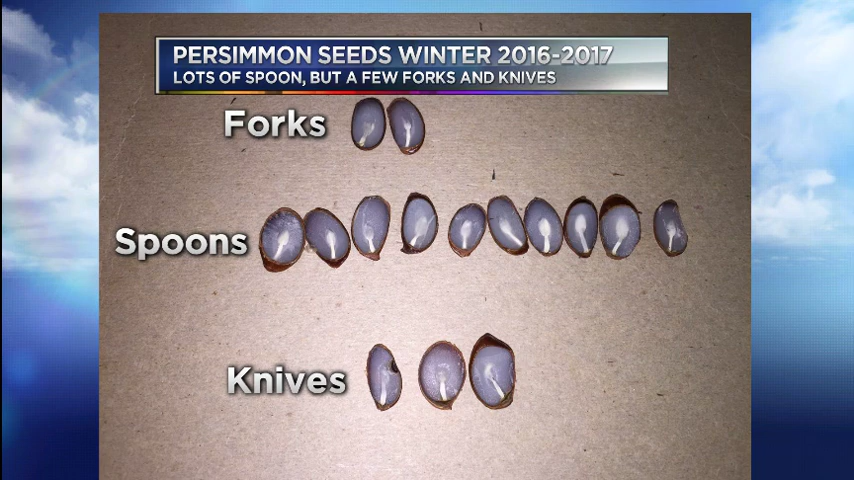 PERSIMMON SEEDS WINTER 2016-2017
LOTS OF SPOON, BUT A FEW FORKS AND KNIVES
Forks
Spoons
Knives